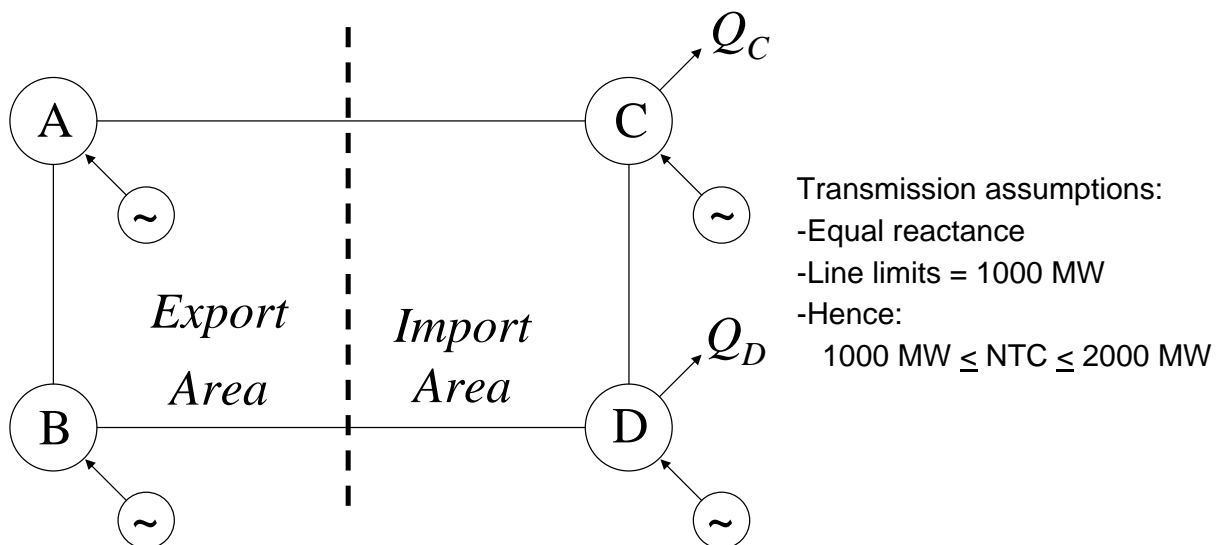 Q_C
A
C
~
~
Transmission assumptions:
-Equal reactance
-Line limits = 1000 MW
-Hence:
1000 MW ≤ NTC ≤ 2000 MW
Export
Area
Import
Area
Q_D
B
D
~
~